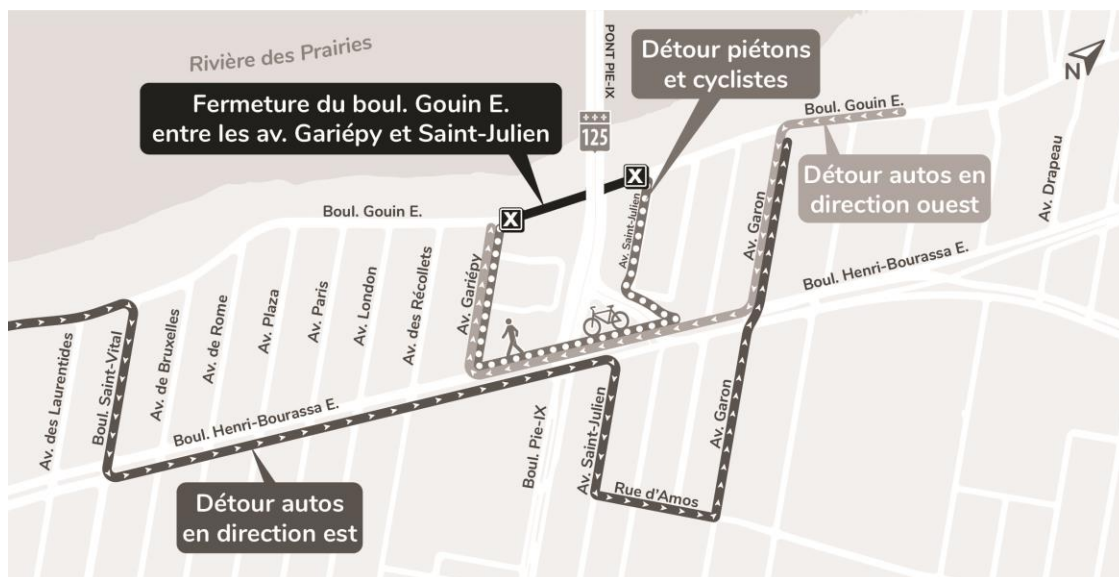 Rivière des Prairies
PONT PIE-IX
Détour piétons
et cyclistes
N
Fermeture du boul. Gouin E.
entre les av. Gariépy et Saint-Julien
Boul. Gouin E.
125
X
X
Détour autos en
direction ouest
Av. Drapeau
Av. Saint-Julien
Av. Garon
Boul. Gouin E.
Boul. Henri-Bourassa E.
Av. des Laurentides
Boul. Saint-Vital
Av. de Bruxelles
Av. de Rome
Av. Plaza
Av. Paris
Av. London
Av. des Récollets
Av. Gariépy
Boul. Henri-Bourassa E.
Boul. Pie-IX
Av. Saint-Julien
Av. Garon
Rue d'Amos
Détour autos
en direction est